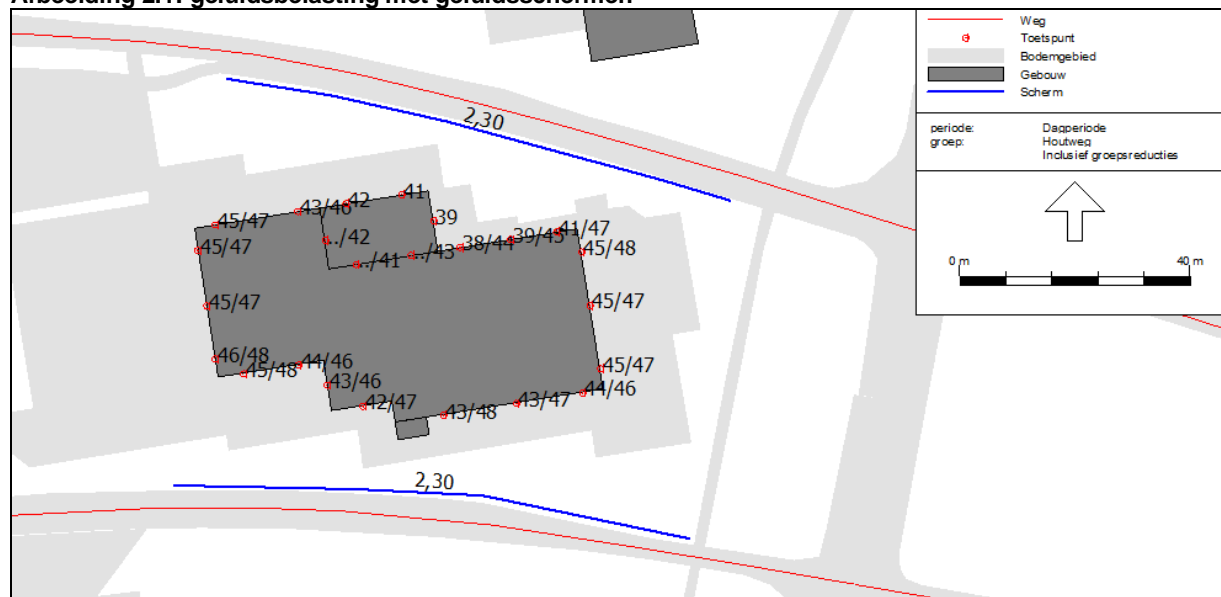 Afbeelding 2.1: geluidsbelasting met geluidsschermen
Weg
Toetspunt
Bodemgebied
Gebouw
Scherm
periode: Dagperiode
groep: Houtweg
Inclusief groepsreducties
0 m 40 m
2,30
41
42
43/46
45/47
39
../42
45/47
41/47
39/45
38/44
../43
../41
45/48
45/47
45/47
46/48
45/48
44/46
43/46
45/47
44/46
43/47
42/47
43/48
2,30